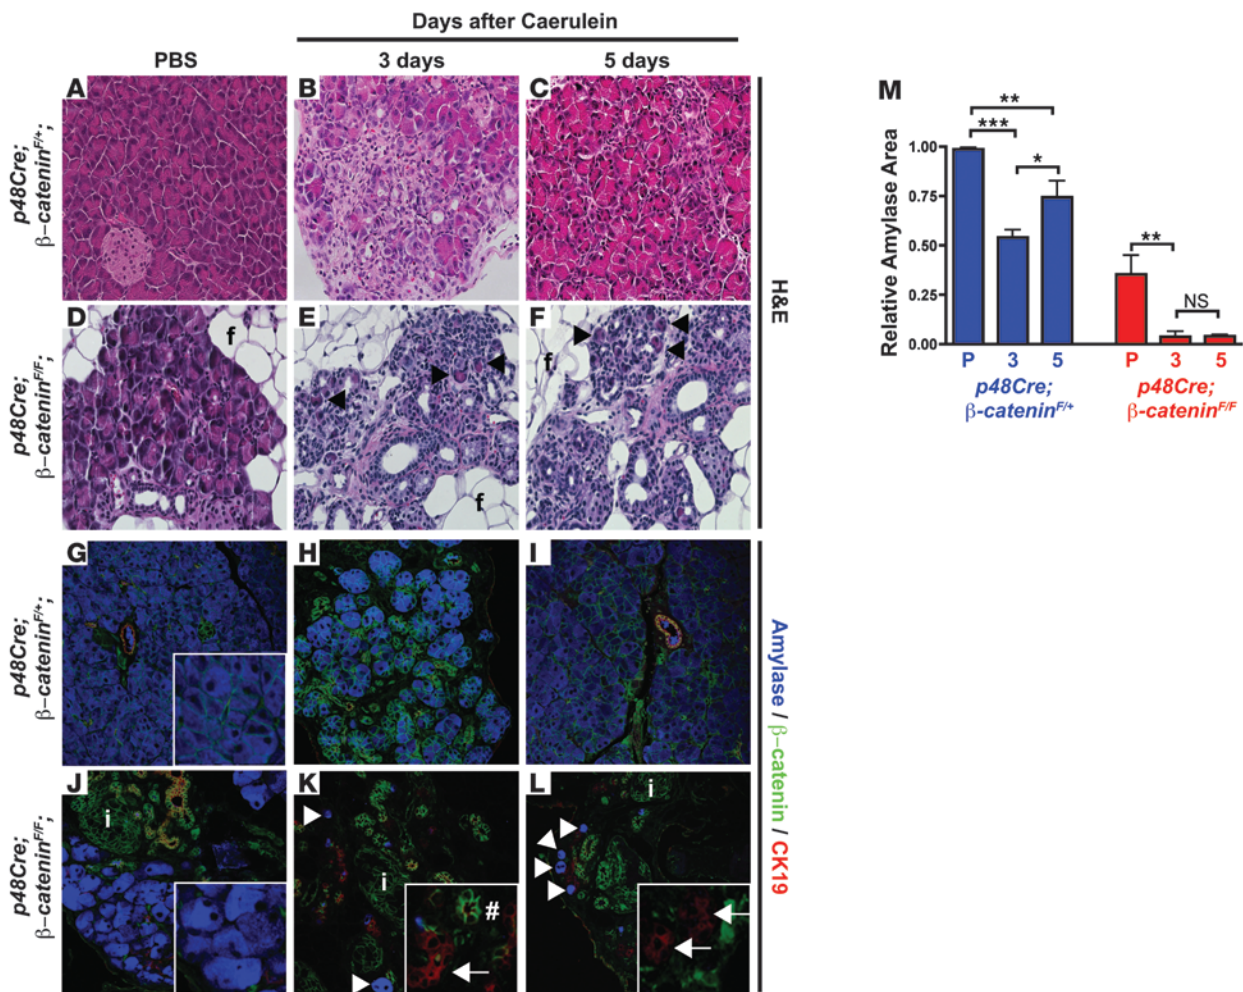 Days after Caerulein
PBS
3 days
5 days
p48Cre;
β–catenin^F/+;
A
B
C
p48Cre;
β–catenin^F/F;
D
f
E
f
F
f
H&E
p48Cre;
β–catenin^F/+;
G
H
I
p48Cre;
β–catenin^F/F;
J
i
K
i
#
L
i
Amylase / β–catenin / CK19
M
Relative Amylase Area
1.00
0.75
0.50
0.25
0.00
**
***
*
**
NS
P 3 5
P 3 5
p48Cre;
β-catenin^F/+
p48Cre;
β-catenin^F/F